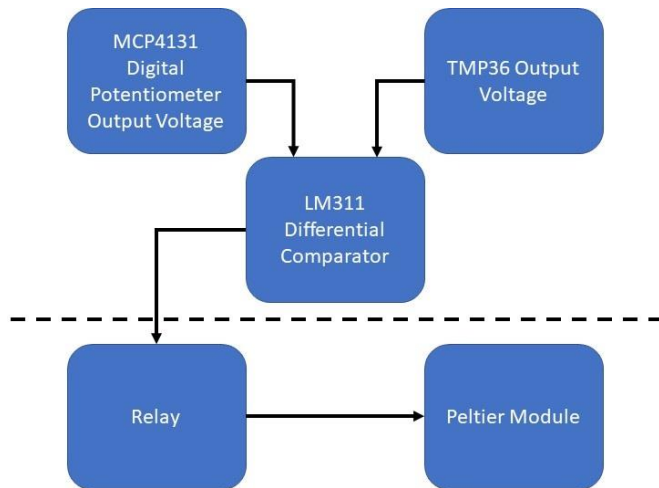 MCP4131
Digital
Potentiometer
Output Voltage
TMP36 Output
Voltage
LM311
Differential
Comparator
Relay
Peltier Module